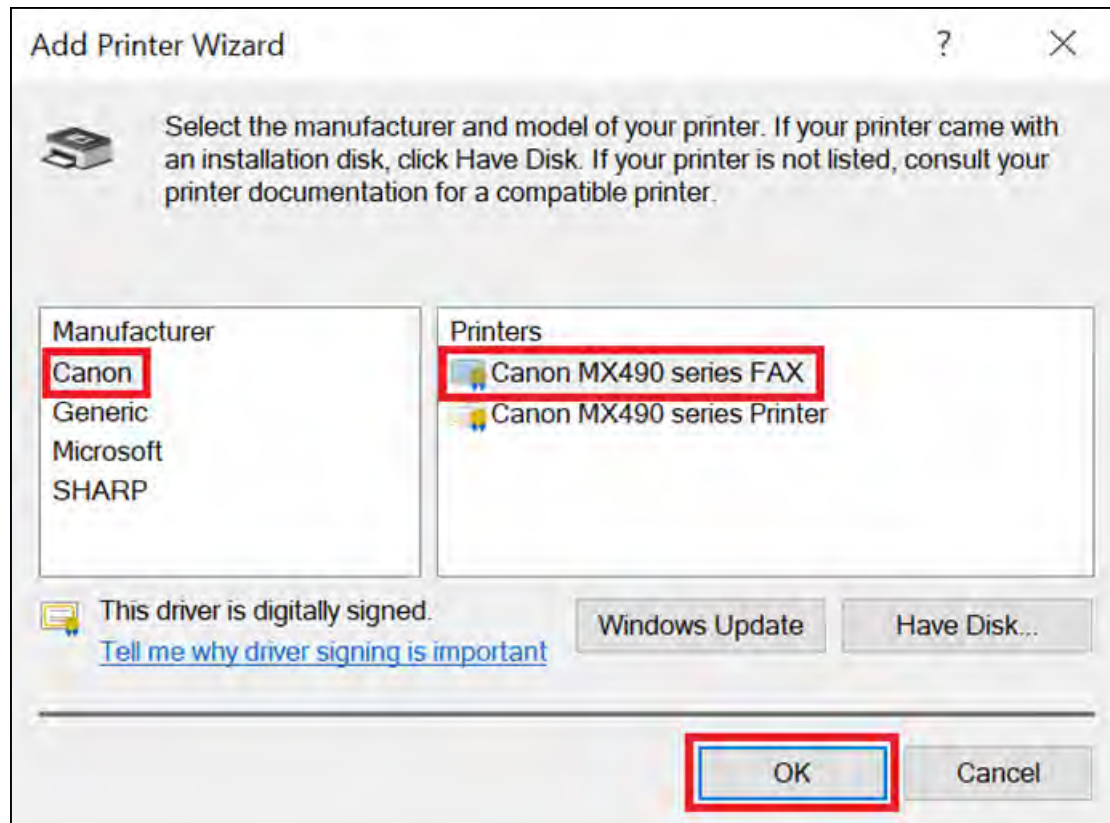 Add Printer Wizard ?
Select the manufacturer and model of your printer. If your printer came with
an installation disk, click Have Disk. If your printer is not listed, consult your
printer documentation for a compatible printer.
Manufacturer
Canon
Generic
Microsoft
SHARP
Printers
Canon MX490 series FAX
Canon MX490 series Printer
This driver is digitally signed.
Tell me why driver signing is important
Windows Update
Have Disk...
OK
Cancel